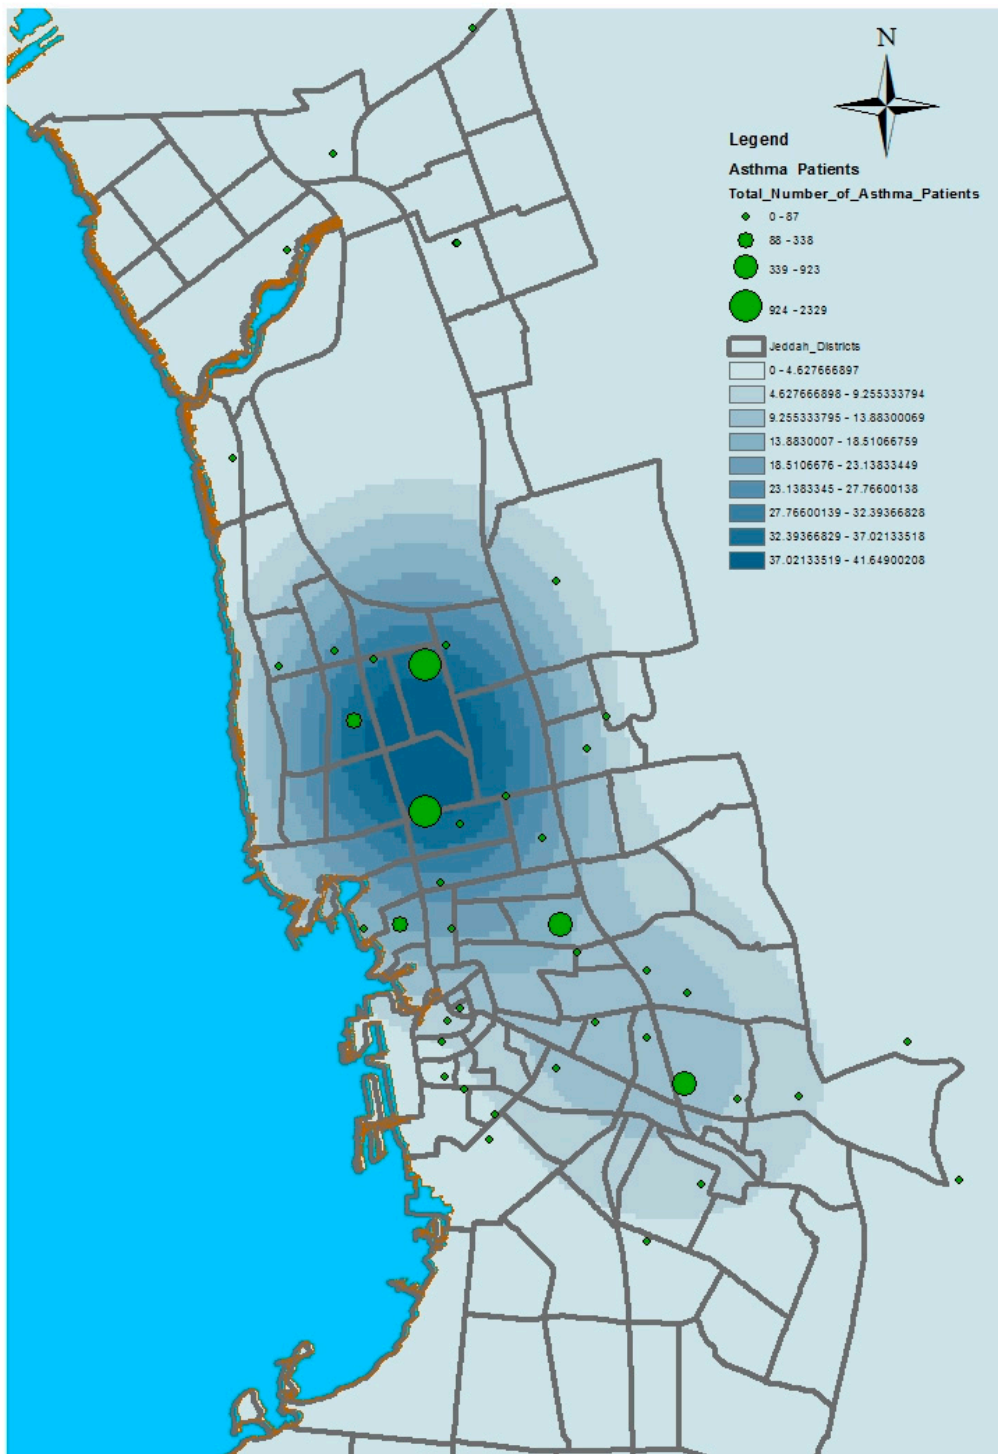 N
Legend
Asthma Patients
Total_Number_of_Asthma_Patients
0 - 87
88 - 338
339 - 923
924 - 2329
Jeddah_Districts
0 - 4.627666897
4.627666898 - 9.255333794
9.255333795 - 13.88300069
13.8830007 - 18.51066759
18.5106676 - 23.13833449
23.1383345 - 27.76600138
27.76600139 - 32.39366828
32.39366829 - 37.02133518
37.02133519 - 41.64900208